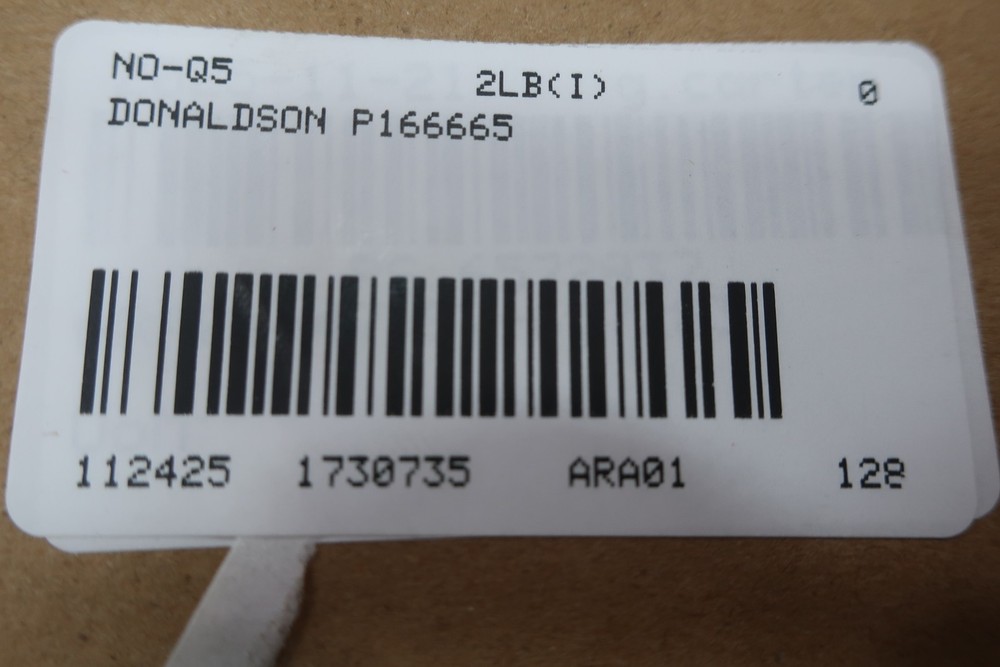 NO-Q5 2LB(I) 0
DONALDSON P166665
112425 1730735 ARA01 128